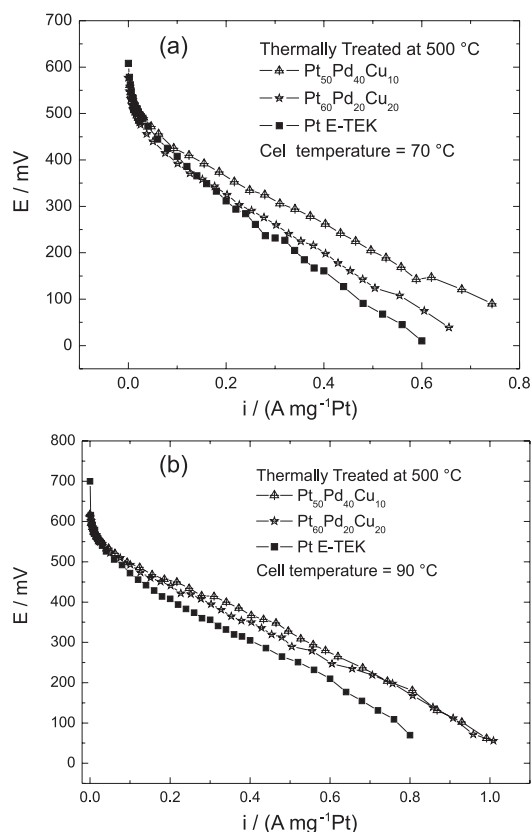 (a)
Thermally Treated at 500 °C
Pt50Pd40Cu10
Pt60Pd20Cu20
Pt E-TEK
Cel temperature = 70 °C
E / mV
700
600
500
400
300
200
100
0
0.0 0.2 0.4 0.6 0.8
i / (A mg-1Pt)
(b)
Thermally Treated at 500 °C
Pt50Pd40Cu10
Pt60Pd20Cu20
Pt E-TEK
Cell temperature = 90 °C
E / mV
800
700
600
500
400
300
200
100
0
0.0 0.2 0.4 0.6 0.8 1.0
i / (A mg-1Pt)